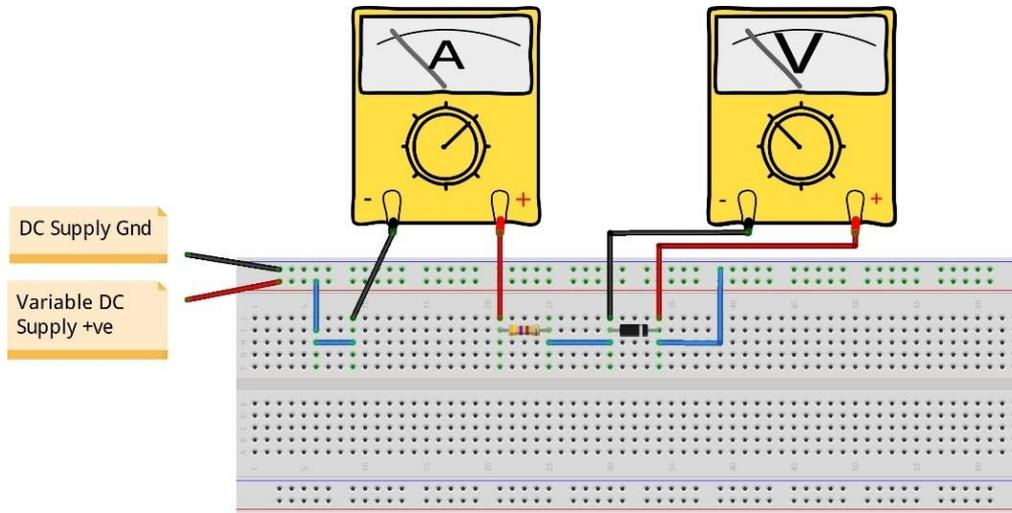 A
V
-
+
-
+
DC Supply Gnd
Variable DC
Supply +ve